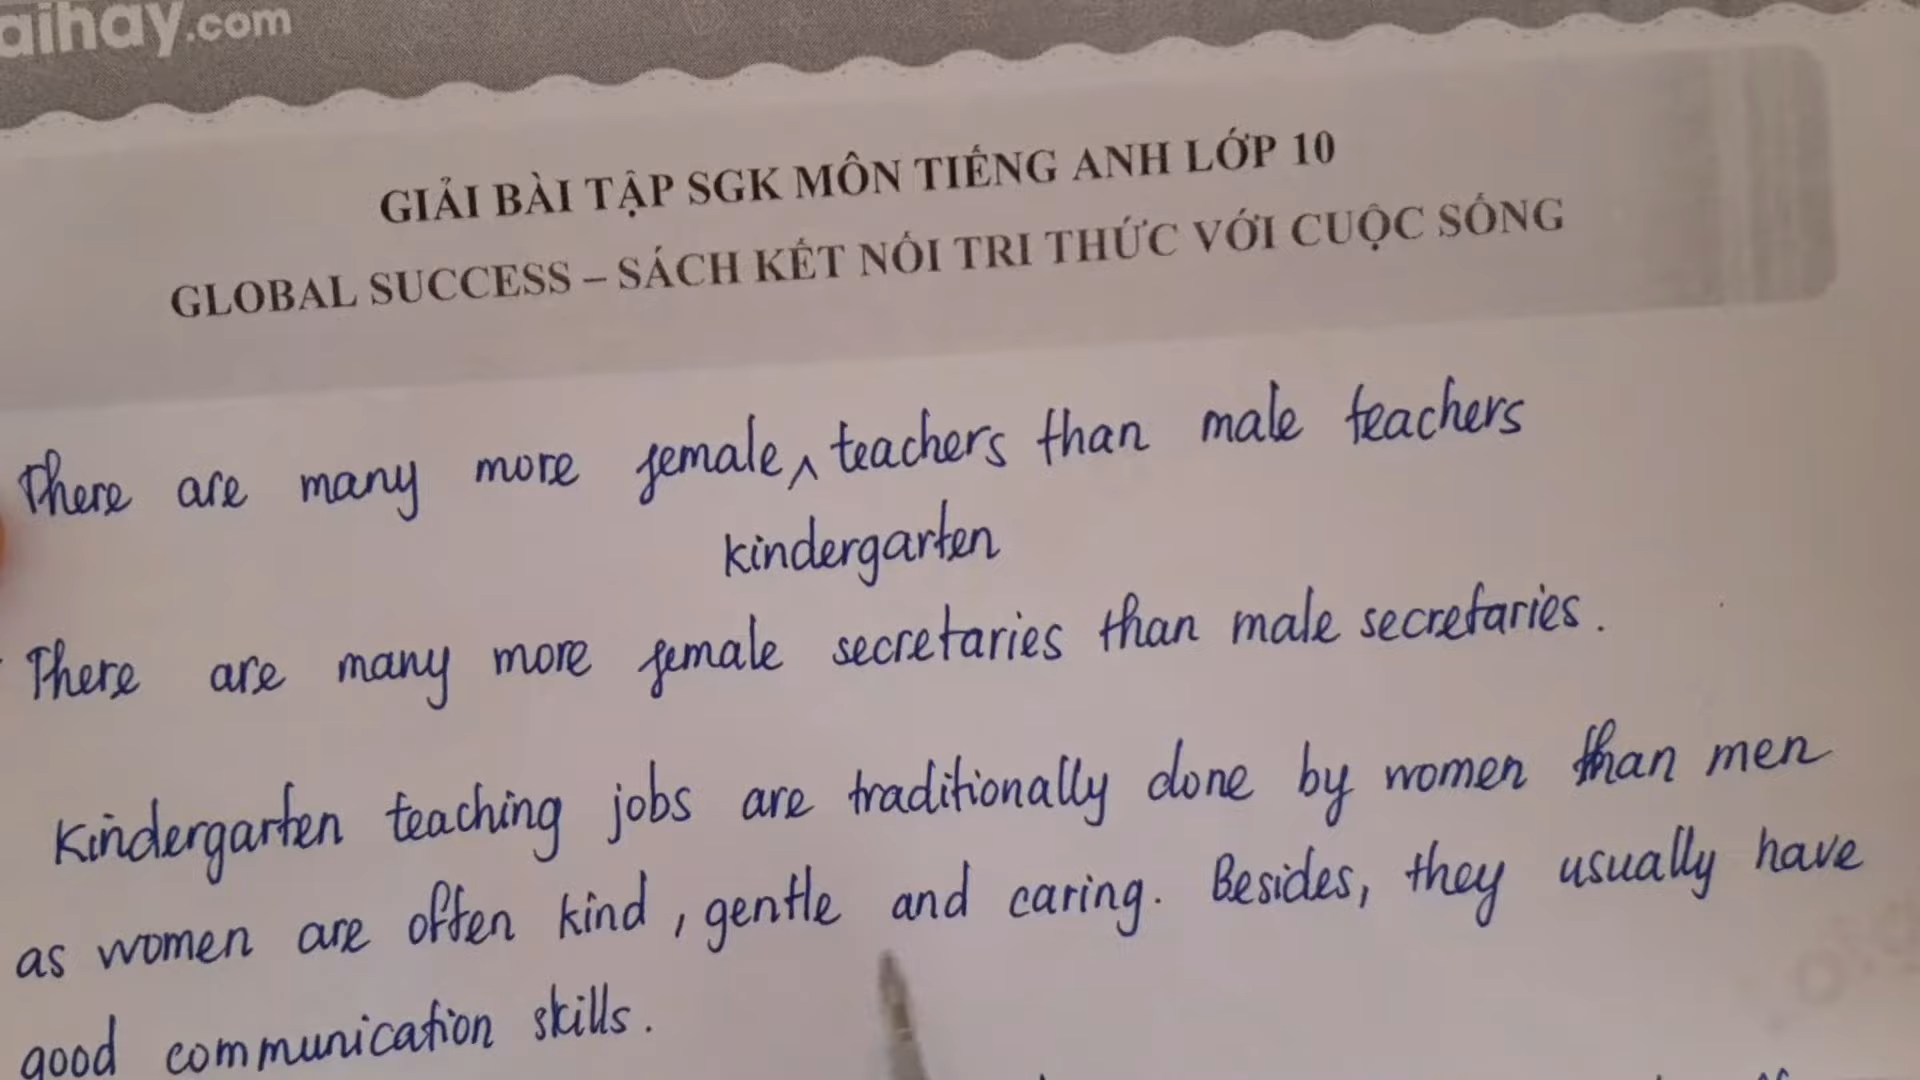 aihay.com
GIẢI BÀI TẬP SGK MÔN TIẾNG ANH LỚP 10
GLOBAL SUCCESS – SÁCH KẾT NỐI TRI THỨC VỚI CUỘC SỐNG
There are many more female ^ teachers than male teachers
kindergarten
There are many more female secretaries than male secretaries.
Kindergarten teaching jobs are traditionally done by women than men
as women are often kind, gentle and caring. Besides, they usually have
good communication skills.